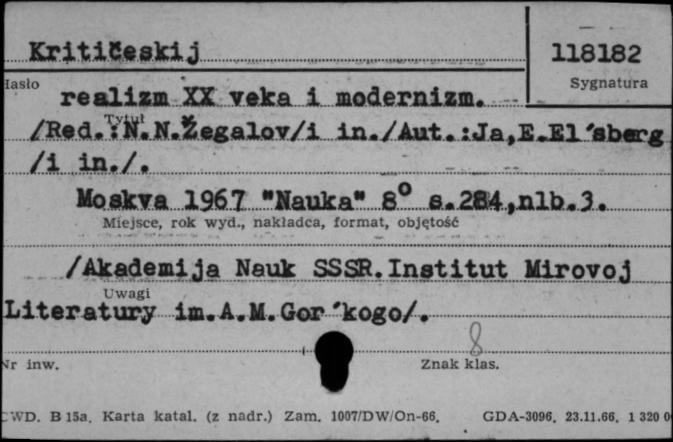 Kritičeskij
118182
Hasło
Sygnatura
realizm XX veka i modernizm.
Tytuł
/Red.:N.N.Žegalov/i in./Aut.:Ja,E.El´sberg
/i in./.
Moskva 1967 "Nauka" 8° s.284,nlb.3.
Miejsce, rok wyd., nakładca, format, objętość
/Akademija Nauk SSSR.Institut Mirovoj
Uwagi
Literatury im.A.M.Gor´kogo/.
8
Nr inw.
Znak klas.
CWD. B 15a. Karta katal. (z nadr.) Zam. 1007/DW/On-66. GDA-3096. 23.11.66. 1 320 0